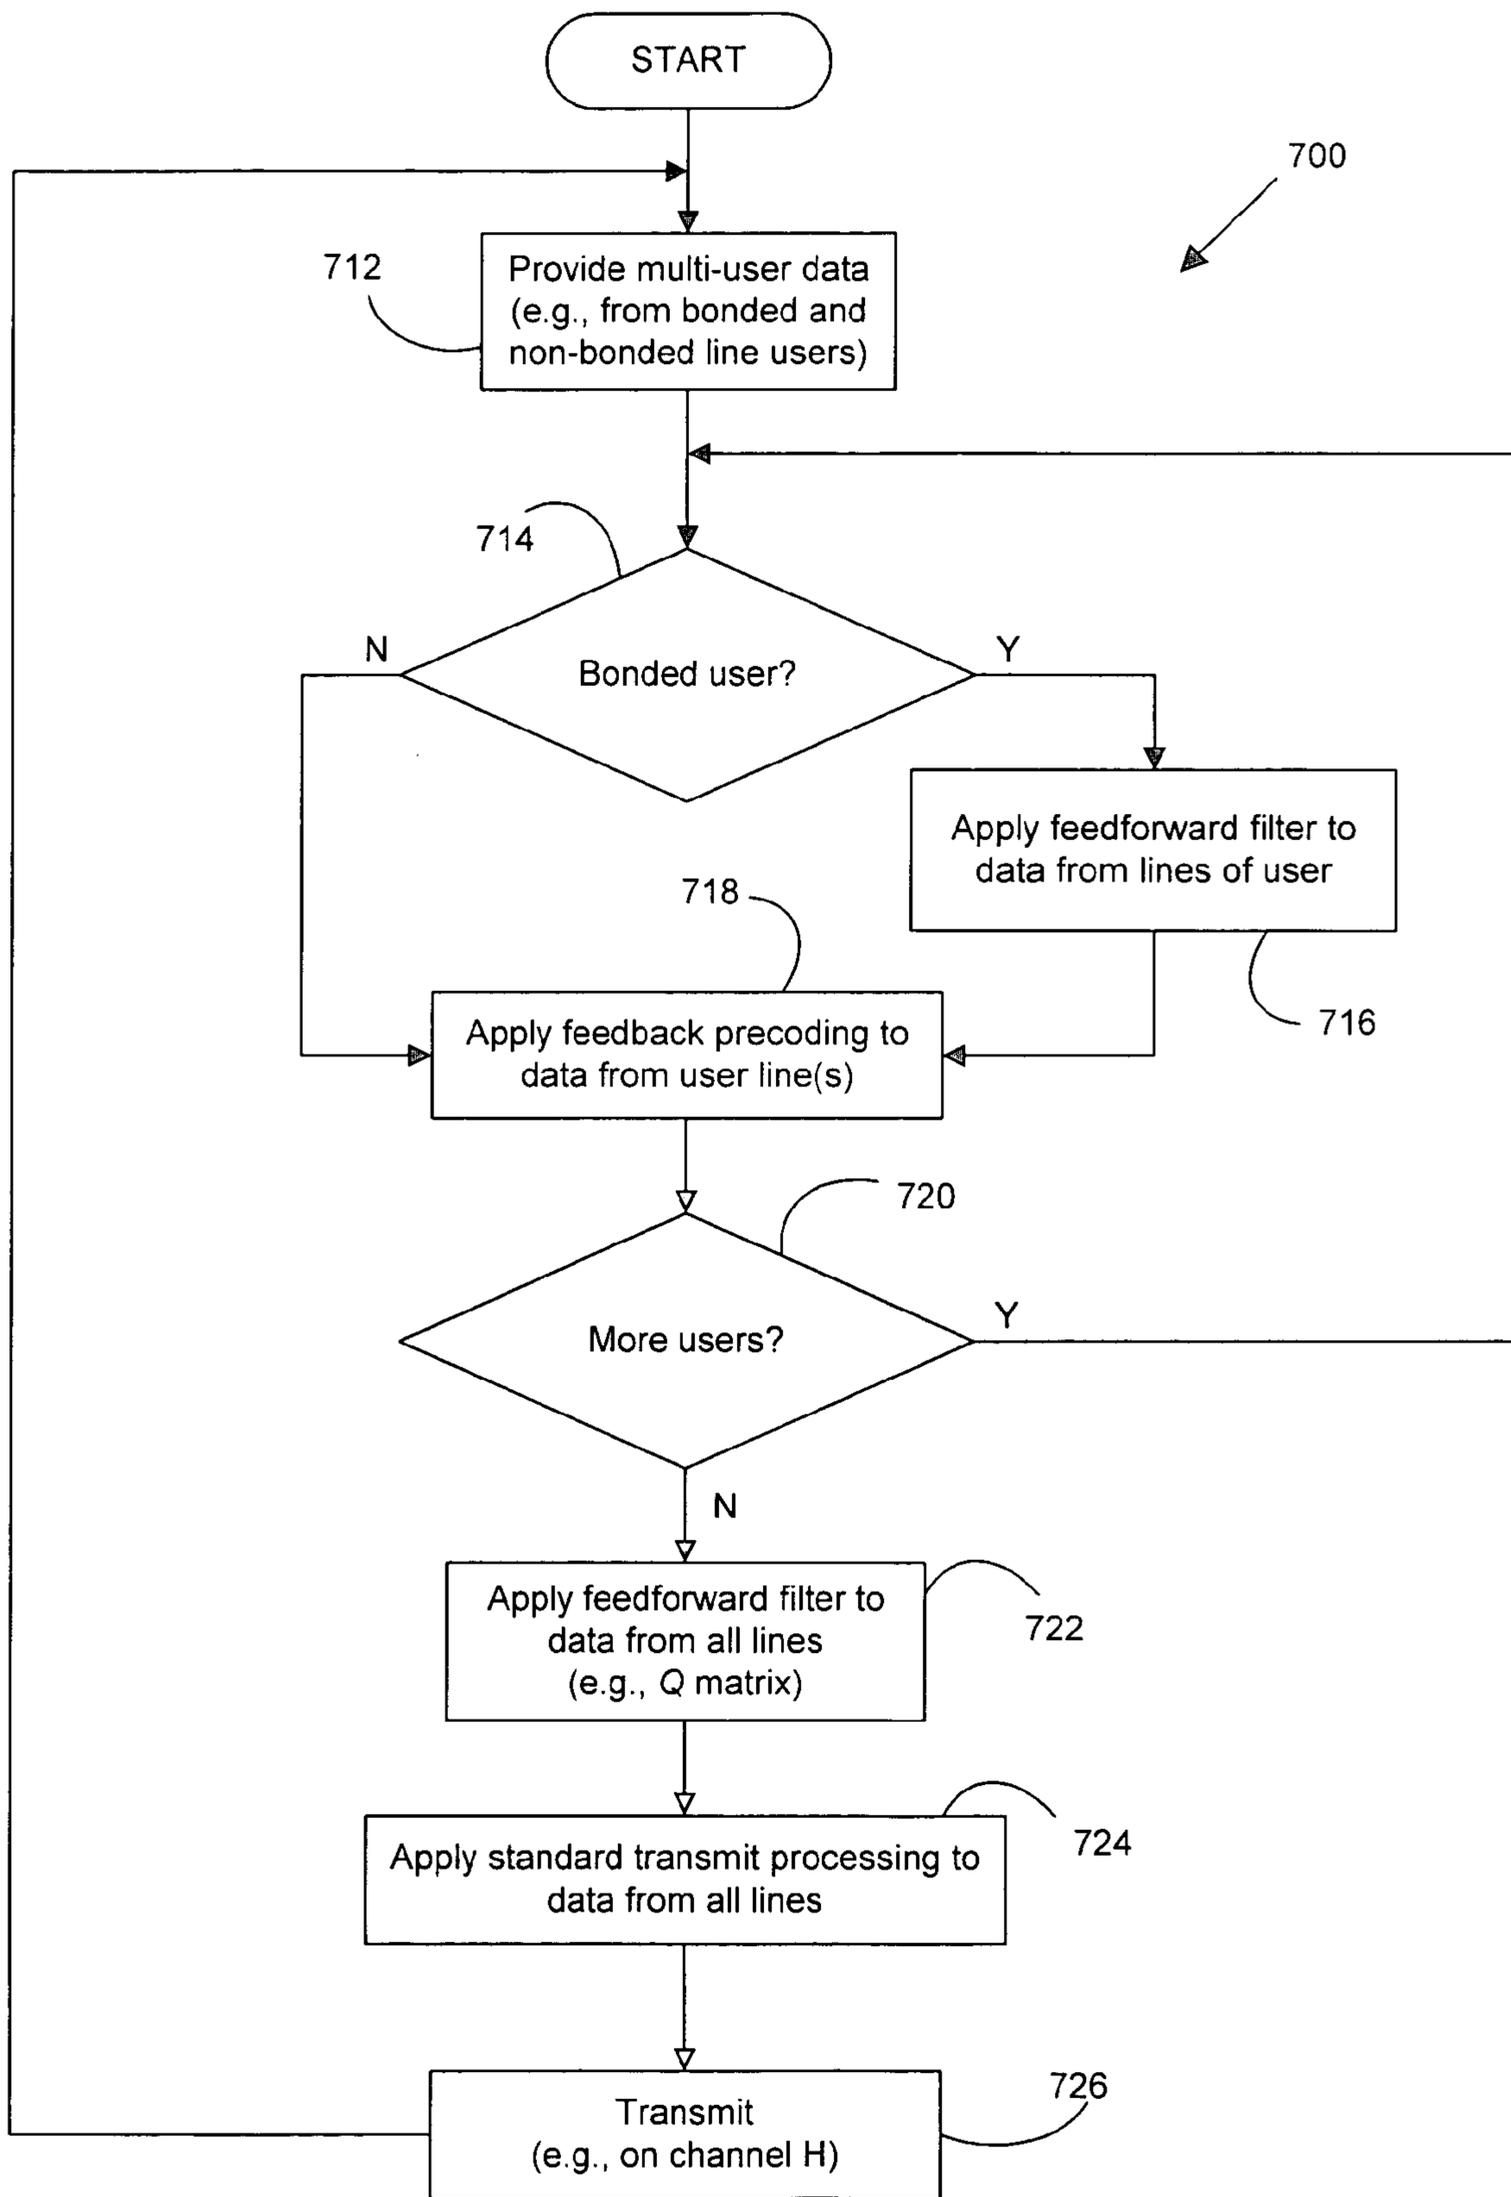 START
700
712
Provide multi-user data
(e.g., from bonded and
non-bonded line users)
714
N
Y
Bonded user?
Apply feedforward filter to
data from lines of user
718
716
Apply feedback precoding to
data from user line(s)
720
More users?
Y
N
Apply feedforward filter to
data from all lines
(e.g., Q matrix)
722
Apply standard transmit processing to
data from all lines
724
726
Transmit
(e.g., on channel H)